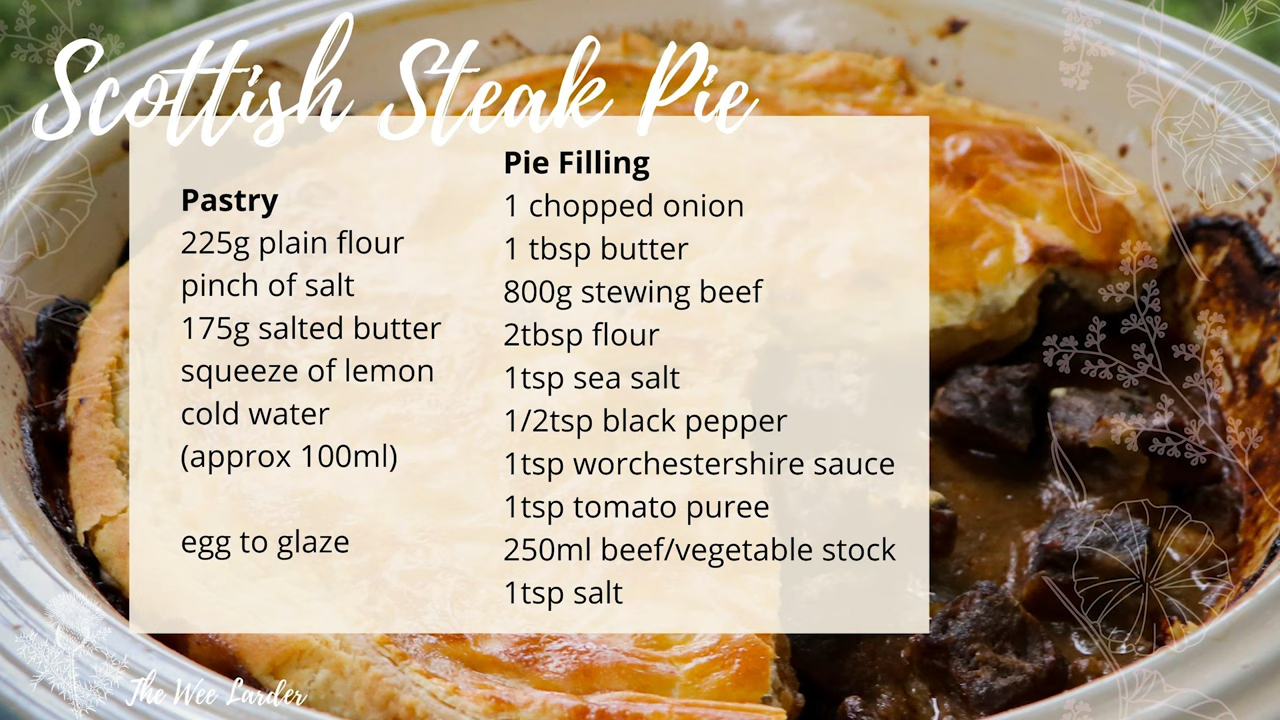 Scottish Steak Pie
Pastry
225g plain flour
pinch of salt
175g salted butter
squeeze of lemon
cold water
(approx 100ml)
egg to glaze
Pie Filling
1 chopped onion
1 tbsp butter
800g stewing beef
2tbsp flour
1tsp sea salt
1/2tsp black pepper
1tsp worchestershire sauce
1tsp tomato puree
250ml beef/vegetable stock
1tsp salt
The Wee Larder